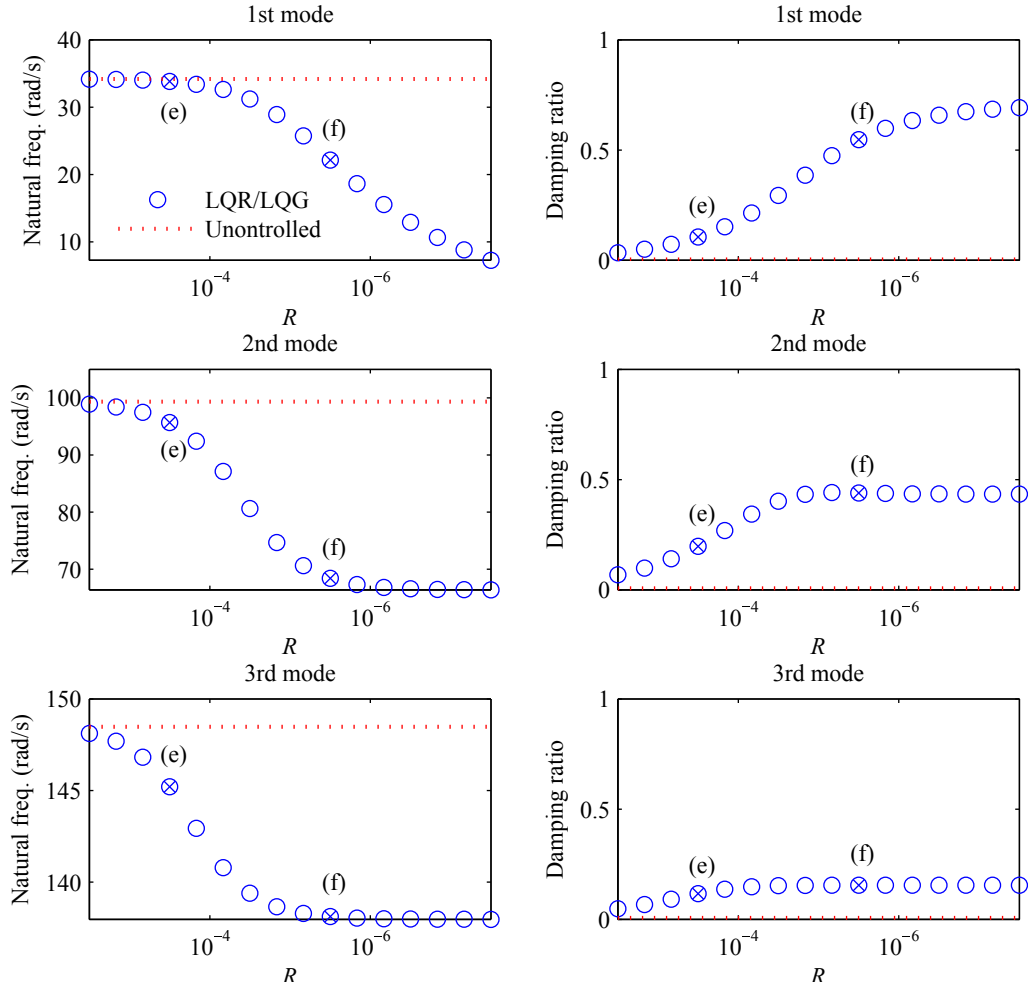 1st mode
1st mode
Natural freq. (rad/s)
40
30
20
10
(e)
(f)
LQR/LQG
Uncontrolled
10⁻⁴
10⁻⁶
R
Damping ratio
1
0.5
0
(e)
(f)
10⁻⁴
10⁻⁶
R
2nd mode
2nd mode
Natural freq. (rad/s)
100
90
80
70
(e)
(f)
10⁻⁴
10⁻⁶
R
Damping ratio
1
0.5
0
(e)
(f)
10⁻⁴
10⁻⁶
R
3rd mode
3rd mode
Natural freq. (rad/s)
150
145
140
(e)
(f)
10⁻⁴
10⁻⁶
R
Damping ratio
1
0.5
0
(e)
(f)
10⁻⁴
10⁻⁶
R